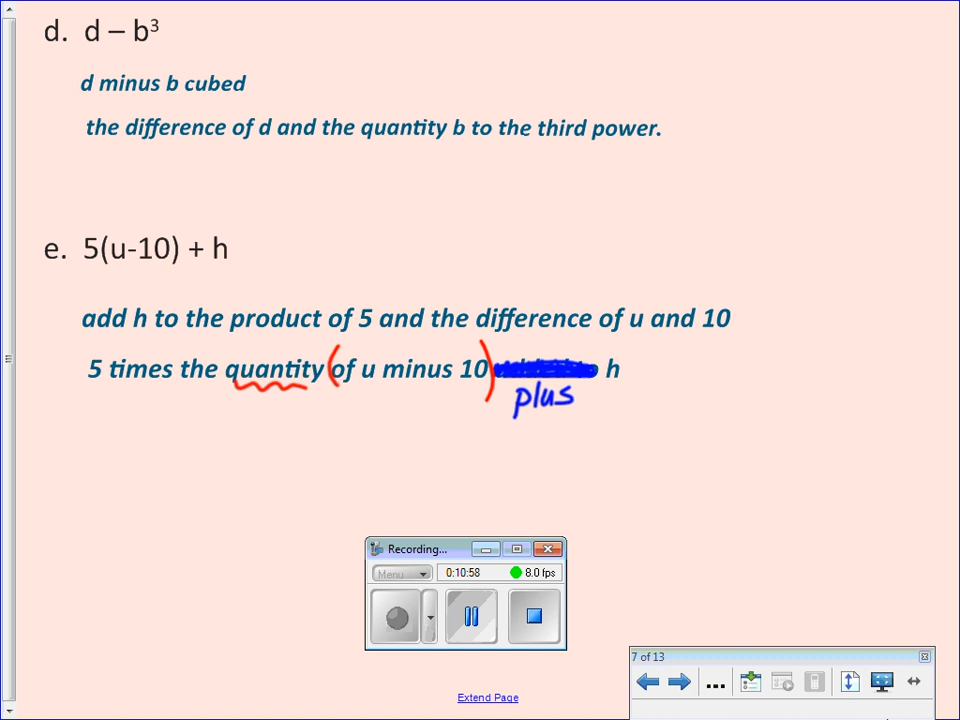 d. d – b³
d minus b cubed
the difference of d and the quantity b to the third power.
e. 5(u-10) + h
add h to the product of 5 and the difference of u and 10
5 times the quantity (of u minus 10) h
plus
Recording...
Menu 0:10:58 8.0 fps
7 of 13
...
Extend Page